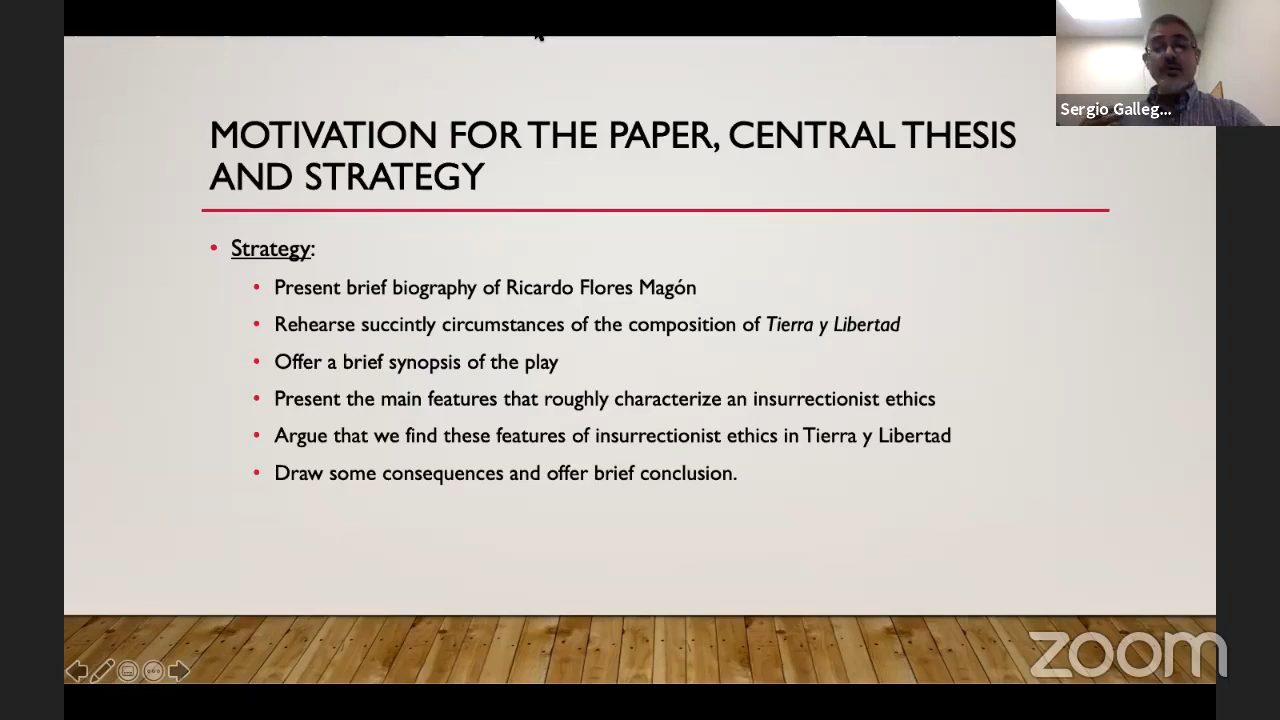 Sergio Galleg...
MOTIVATION FOR THE PAPER, CENTRAL THESIS
AND STRATEGY
• Strategy:
• Present brief biography of Ricardo Flores Magón
• Rehearse succintly circumstances of the composition of Tierra y Libertad
• Offer a brief synopsis of the play
• Present the main features that roughly characterize an insurrectionist ethics
• Argue that we find these features of insurrectionist ethics in Tierra y Libertad
• Draw some consequences and offer brief conclusion.
zoom